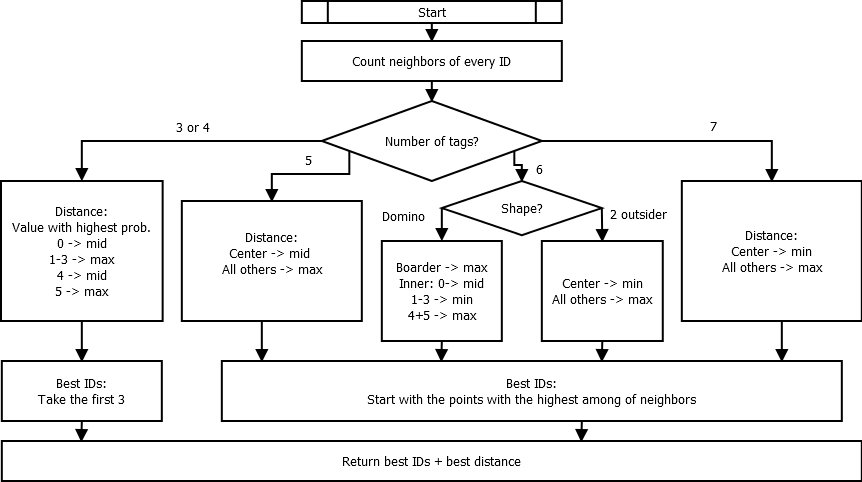 Start
Count neighbors of every ID
Number of tags?
3 or 4
5
6
7
Distance:
Value with highest prob.
0 -> mid
1-3 -> max
4 -> mid
5 -> max
Distance:
Center -> mid
All others -> max
Shape?
Domino
2 outsider
Boarder -> max
Inner: 0-> mid
1-3 -> min
4+5 -> max
Center -> min
All others -> max
Distance:
Center -> min
All others -> max
Best IDs:
Take the first 3
Best IDs:
Start with the points with the highest among of neighbors
Return best IDs + best distance